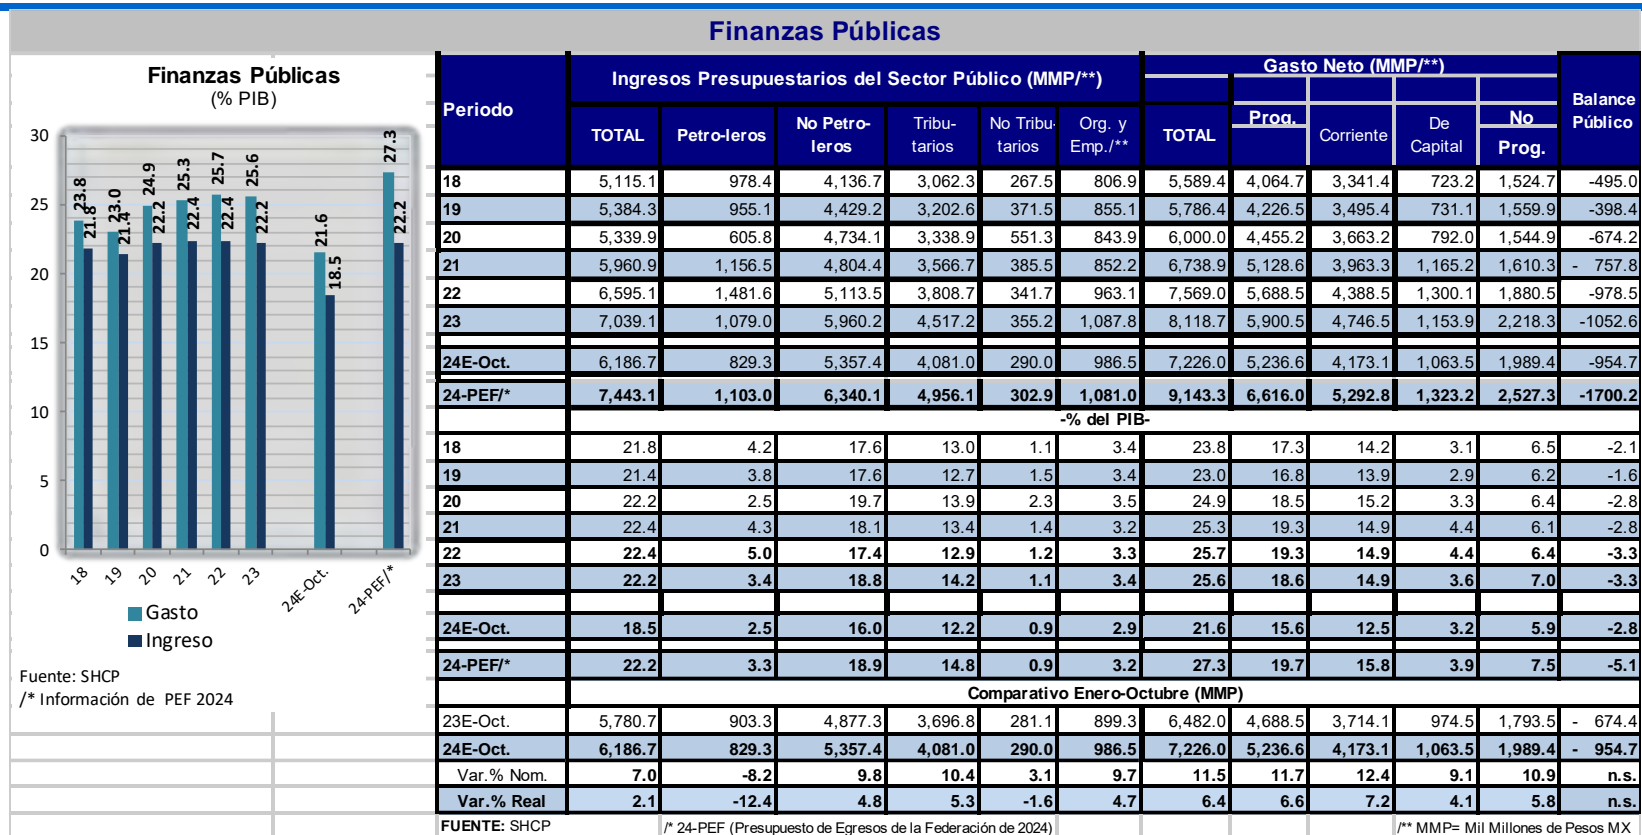 Finanzas Públicas
Finanzas Públicas
(% PIB)
30
25
20
15
10
5
0
23.8 21.8 23.0 21.4 24.9 22.2 25.3 22.4 25.7 22.4 25.6 22.2 21.6 18.5 27.3 22.2
18 19 20 21 22 23 24E-Oct. 24-PEF/*
Gasto
Ingreso
Fuente: SHCP
/* Información de PEF 2024
Periodo
Ingresos Presupuestarios del Sector Público (MMP/**)
Gasto Neto (MMP/**)
Balance Público
TOTAL Petro-leros No Petro-leros Tribu-tarios No Tribu-tarios Org. y Emp./** TOTAL Prog. Corriente De Capital No Prog.
18 5,115.1 978.4 4,136.7 3,062.3 267.5 806.9 5,589.4 4,064.7 3,341.4 723.2 1,524.7 -495.0
19 5,384.3 955.1 4,429.2 3,202.6 371.5 855.1 5,786.4 4,226.5 3,495.4 731.1 1,559.9 -398.4
20 5,339.9 605.8 4,734.1 3,338.9 551.3 843.9 6,000.0 4,455.2 3,663.2 792.0 1,544.9 -674.2
21 5,960.9 1,156.5 4,804.4 3,566.7 385.5 852.2 6,738.9 5,128.6 3,963.3 1,165.2 1,610.3 - 757.8
22 6,595.1 1,481.6 5,113.5 3,808.7 341.7 963.1 7,569.0 5,688.5 4,388.5 1,300.1 1,880.5 -978.5
23 7,039.1 1,079.0 5,960.2 4,517.2 355.2 1,087.8 8,118.7 5,900.5 4,746.5 1,153.9 2,218.3 -1052.6
24E-Oct. 6,186.7 829.3 5,357.4 4,081.0 290.0 986.5 7,226.0 5,236.6 4,173.1 1,063.5 1,989.4 -954.7
24-PEF/* 7,443.1 1,103.0 6,340.1 4,956.1 302.9 1,081.0 9,143.3 6,616.0 5,292.8 1,323.2 2,527.3 -1700.2
-% del PIB-
18 21.8 4.2 17.6 13.0 1.1 3.4 23.8 17.3 14.2 3.1 6.5 -2.1
19 21.4 3.8 17.6 12.7 1.5 3.4 23.0 16.8 13.9 2.9 6.2 -1.6
20 22.2 2.5 19.7 13.9 2.3 3.5 24.9 18.5 15.2 3.3 6.4 -2.8
21 22.4 4.3 18.1 13.4 1.4 3.2 25.3 19.3 14.9 4.4 6.1 -2.8
22 22.4 5.0 17.4 12.9 1.2 3.3 25.7 19.3 14.9 4.4 6.4 -3.3
23 22.2 3.4 18.8 14.2 1.1 3.4 25.6 18.6 14.9 3.6 7.0 -3.3
24E-Oct. 18.5 2.5 16.0 12.2 0.9 2.9 21.6 15.6 12.5 3.2 5.9 -2.8
24-PEF/* 22.2 3.3 18.9 14.8 0.9 3.2 27.3 19.7 15.8 3.9 7.5 -5.1
Comparativo Enero-Octubre (MMP)
23E-Oct. 5,780.7 903.3 4,877.3 3,696.8 281.1 899.3 6,482.0 4,688.5 3,714.1 974.5 1,793.5 - 674.4
24E-Oct. 6,186.7 829.3 5,357.4 4,081.0 290.0 986.5 7,226.0 5,236.6 4,173.1 1,063.5 1,989.4 - 954.7
Var.% Nom. 7.0 -8.2 9.8 10.4 3.1 9.7 11.5 11.7 12.4 9.1 10.9 n.s.
Var.% Real 2.1 -12.4 4.8 5.3 -1.6 4.7 6.4 6.6 7.2 4.1 5.8 n.s.
FUENTE: SHCP /* 24-PEF (Presupuesto de Egresos de la Federación de 2024) /** MMP= Mil Millones de Pesos MX